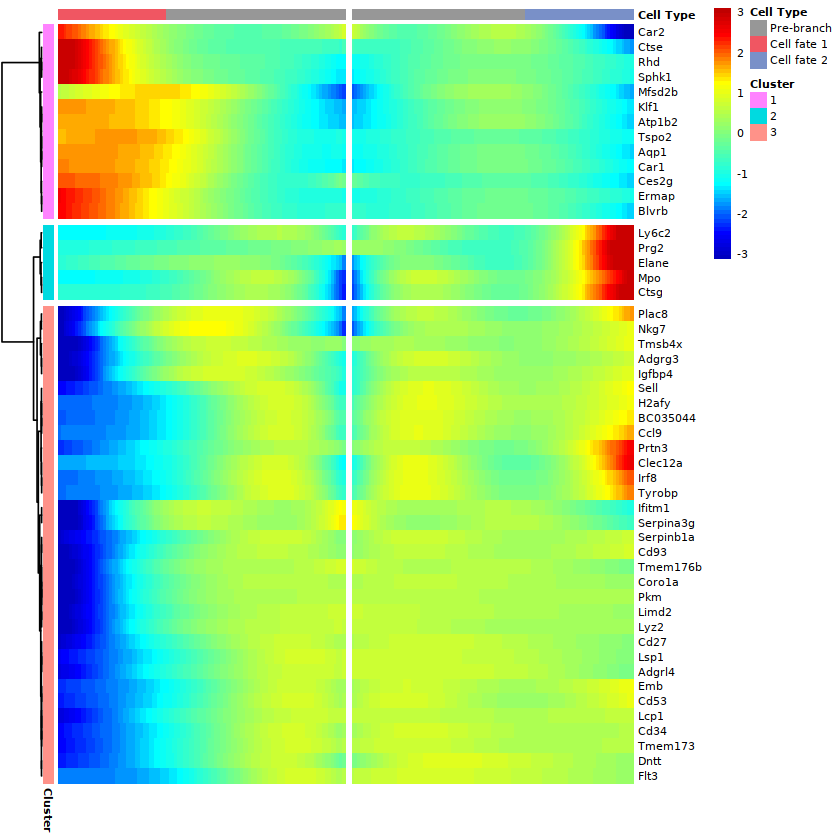 Cell Type
Car2
Ctse
Rhd
Sphk1
Mfsd2b
Klf1
Atp1b2
Tspo2
Aqp1
Car1
Ces2g
Ermap
Blvrb
Ly6c2
Prg2
Elane
Mpo
Ctsg
Plac8
Nkg7
Tmsb4x
Adgrg3
Igfbp4
Sell
H2afy
BC035044
Ccl9
Prtn3
Clec12a
Irf8
Tyrobp
Ifitm1
Serpina3g
Serpinb1a
Cd93
Tmem176b
Coro1a
Pkm
Limd2
Lyz2
Cd27
Lsp1
Adgrl4
Emb
Cd53
Lcp1
Cd34
Tmem173
Dntt
Flt3
Cluster
3
2
1
0
-1
-2
-3
Cell Type
Pre-branch
Cell fate 1
Cell fate 2
Cluster
1
2
3